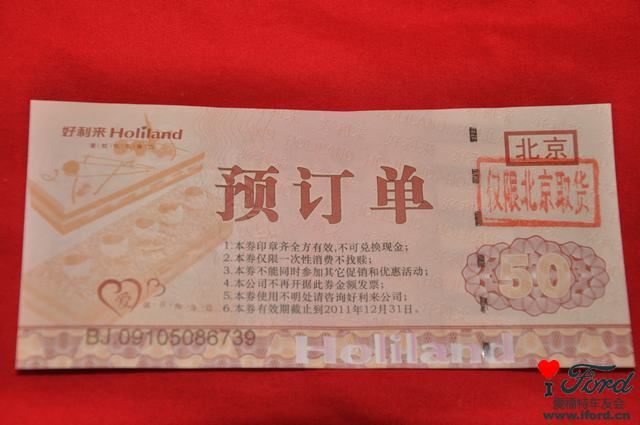 好利来 Holiland
北京
仅限北京取货
预订单
1.本券印章齐全方有效,不可兑换现金;
2.本券仅限一次性消费不找赎;
3.本券不能同时参加其它促销和优惠活动;
4.本公司不再开据此券金额发票;
5.本券使用不明处请咨询好利来公司;
6.本券有效期截止到2011年12月31日。
50
爱
BJ.09105086739
Holiland
I Ford
爱福特车友会
www.iford.cn